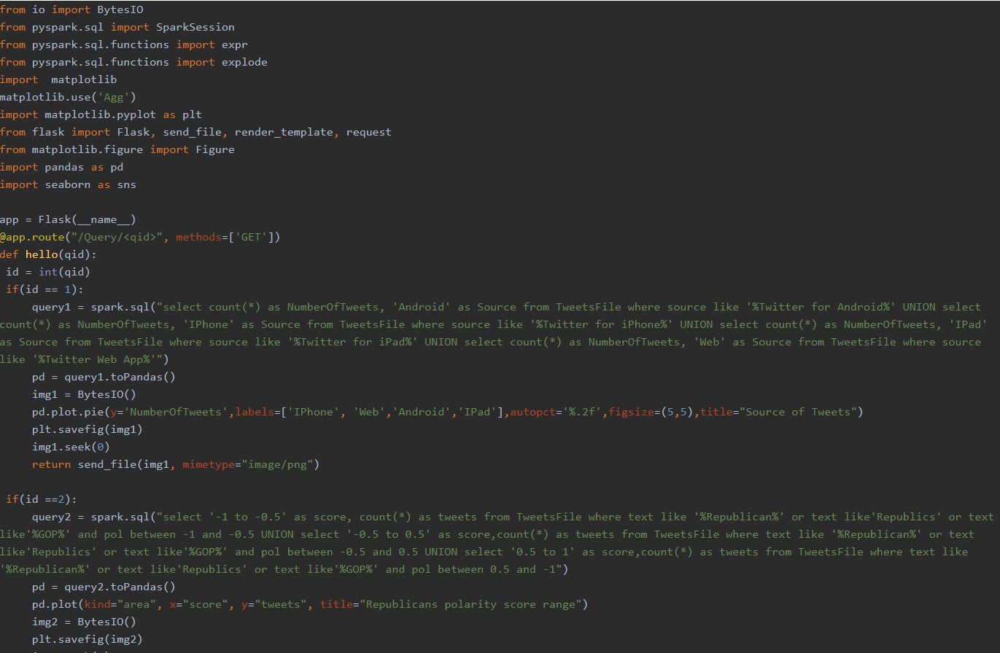 from io import BytesIO
from pyspark.sql import SparkSession
from pyspark.sql.functions import expr
from pyspark.sql.functions import explode
import  matplotlib
matplotlib.use('Agg')
import matplotlib.pyplot as plt
from flask import Flask, send_file, render_template, request
from matplotlib.figure import Figure
import pandas as pd
import seaborn as sns

app = Flask(__name__)
@app.route("/Query/<qid>", methods=['GET'])
def hello(qid):
 id = int(qid)
 if(id == 1):
     query1 = spark.sql("select count(*) as NumberOfTweets, 'Android' as Source from TweetsFile where source like '%Twitter for Android%' UNION select
count(*) as NumberOfTweets, 'IPhone' as Source from TweetsFile where source like '%Twitter for iPhone%' UNION select count(*) as NumberOfTweets, 'IPad'
as Source from TweetsFile where source like '%Twitter for iPad%' UNION select count(*) as NumberOfTweets, 'Web' as Source from TweetsFile where source
like '%Twitter Web App%'")
     pd = query1.toPandas()
     img1 = BytesIO()
     pd.plot.pie(y='NumberOfTweets',labels=['IPhone', 'Web','Android','IPad'],autopct='%.2f',figsize=(5,5),title="Source of Tweets")
     plt.savefig(img1)
     img1.seek(0)
     return send_file(img1, mimetype="image/png")

 if(id ==2):
     query2 = spark.sql("select '-1 to -0.5' as score, count(*) as tweets from TweetsFile where text like '%Republican%' or text like'Republics' or text
like'%GOP%' and pol between -1 and -0.5 UNION select '-0.5 to 0.5' as score,count(*) as tweets from TweetsFile where text like '%Republican%' or text
like'Republics' or text like'%GOP%' and pol between -0.5 and 0.5 UNION select '0.5 to 1' as score,count(*) as tweets from TweetsFile where text like
'%Republican%' or text like'Republics' or text like'%GOP%' and pol between 0.5 and -1")
     pd = query2.toPandas()
     pd.plot(kind="area", x="score", y="tweets", title="Republicans polarity score range")
     img2 = BytesIO()
     plt.savefig(img2)